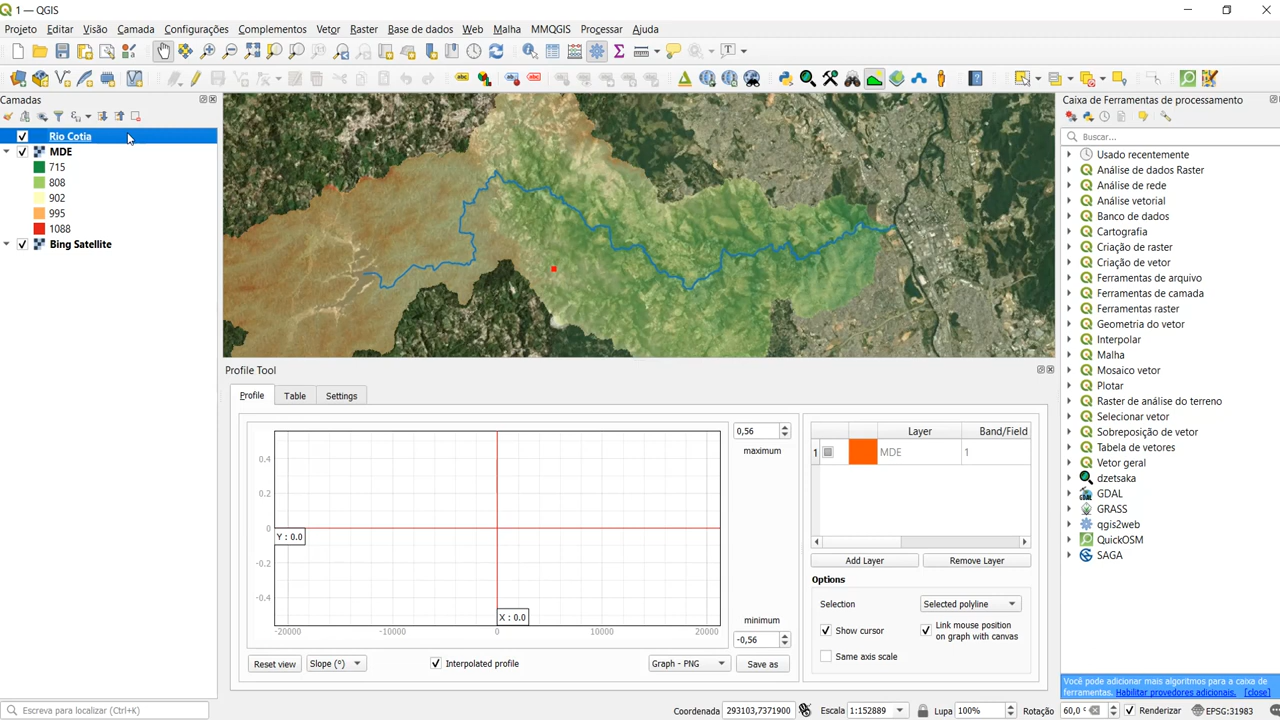 1 — QGIS
Projeto Editar Visão Camada Configurações Complementos Vetor Raster Base de dados Web Malha MMQGIS Processar Ajuda
Camadas
Rio Cotia
MDE
715
808
902
995
1088
Bing Satellite
Escreva para localizar (Ctrl+K)
Profile Tool
Profile Table Settings
0.4
0.2
0
-0.2
-0.4
Y : 0.0
X : 0.0
-20000 -10000 0 10000 20000
0,56
maximum
minimum
-0,56
Reset view Slope (º) Interpolated profile Graph - PNG Save as
Layer Band/Field
1 MDE 1
Add Layer Remove Layer
Options
Selection Selected polyline
Show cursor Link mouse position
on graph with canvas
Same axis scale
Caixa de Ferramentas de processamento
Buscar...
Usado recentemente
Análise de dados Raster
Análise de rede
Análise vetorial
Banco de dados
Cartografia
Criação de raster
Criação de vetor
Ferramentas de arquivo
Ferramentas de camada
Ferramentas raster
Geometria do vetor
Interpolar
Malha
Mosaico vetor
Plotar
Raster de análise do terreno
Selecionar vetor
Sobreposição de vetor
Tabela de vetores
Vetor geral
dzetsaka
GDAL
GRASS
qgis2web
QuickOSM
SAGA
Você pode adicionar mais algoritmos para a caixa de
ferramentas. Habilitar provedores adicionais. [close]
Coordenada 293103,7371900 Escala 1:152889 Lupa 100% Rotação 60,0 ° Renderizar EPSG:31983